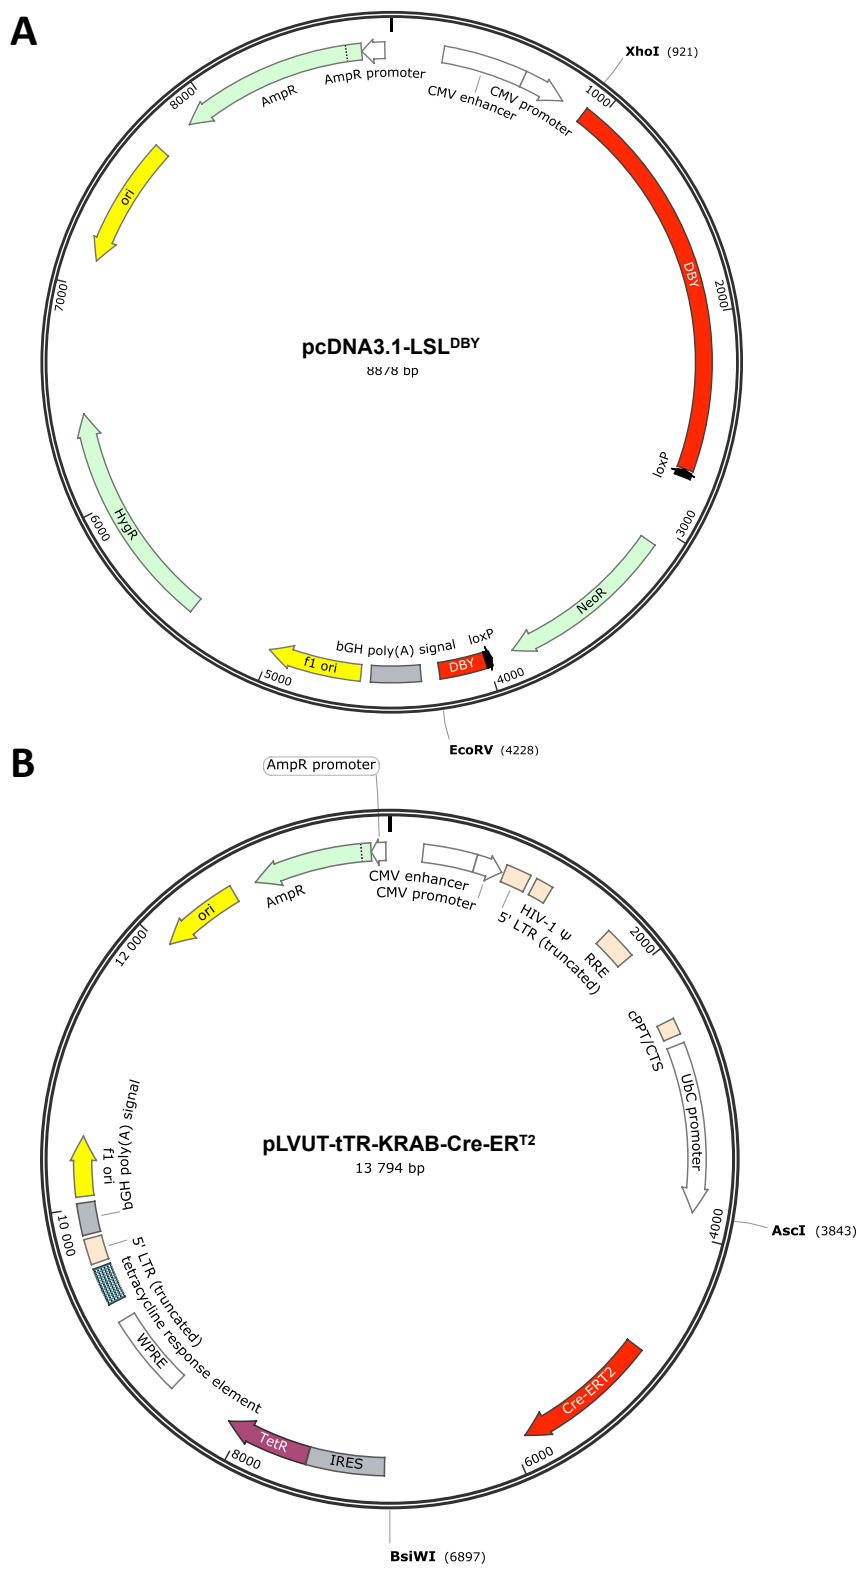 A
AmpR promoter
AmpR
CMV enhancer
CMV promoter
XhoI (921)
1000
8000
ori
DBY
2000
7000
pcDNA3.1-LSLDBY
8878 bp
loxP
3000
NeoR
HygR
6000
bGH poly(A) signal
loxP
DBY
f1 ori
5000
4000
EcoRV (4228)
B
AmpR promoter
AmpR
CMV enhancer
CMV promoter
5' LTR (truncated)
HIV-1 Ψ
ori
12 000
2000
RRE
cPPT/CTS
UbC promoter
pLVUT-tTR-KRAB-Cre-ERT2
13 794 bp
bGH poly(A) signal
f1 ori
10 000
5' LTR (truncated)
tetracycline response element
4000
AscI (3843)
WPRE
Cre-ERT2
TetR
IRES
8000
6000
BsiWI (6897)